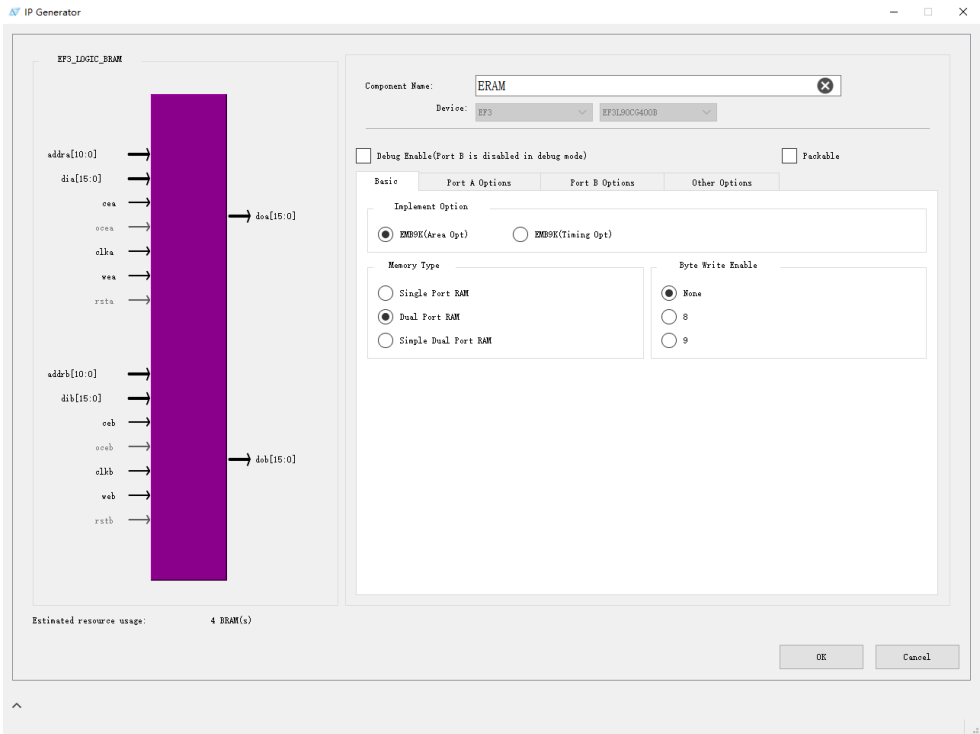 IP Generator
EF3_LOGIC_BRAM
addra[10:0]
dia[15:0]
cea
ocea
clka
wea
rsta
doa[15:0]
addrb[10:0]
dib[15:0]
ceb
oceb
clkb
web
rstb
dob[15:0]
Estimated resource usage: 4 BRAM(s)
Component Name: ERAM
Device: EF3 EF3L90CG400B
Debug Enable(Port B is disabled in debug mode) Packable
Basic Port A Options Port B Options Other Options
Implement Option
EMB9K(Area Opt) EMB9K(Timing Opt)
Memory Type
Single Port RAM
Dual Port RAM
Simple Dual Port RAM
Byte Write Enable
None
8
9
OK Cancel